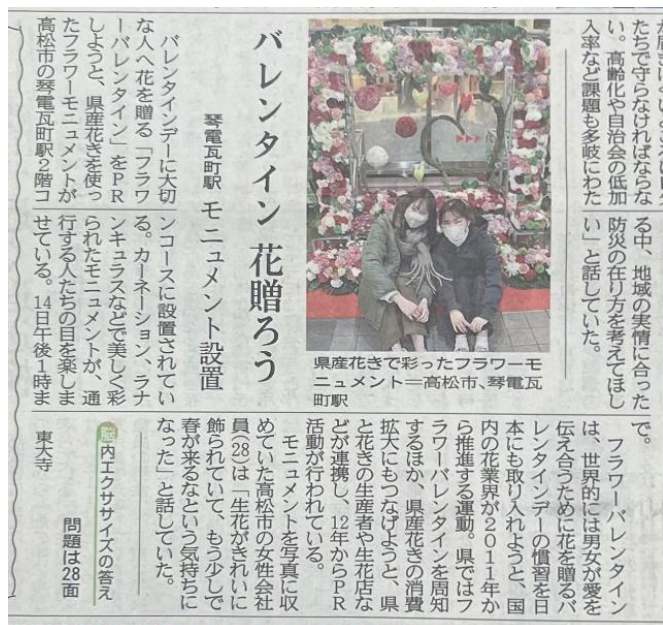 たちで守らなければならな
い。高齢化や自治会の低加
入率など課題も多岐にわた
る中、地域の実情に合った
防災の在り方を考えてほし
い」と話していた。
県産花きで彩ったフラワーモ
ニュメント＝高松市、琴電瓦
町駅
バレンタイン 花贈ろう
琴電瓦町駅 モニュメント設置
バレンタインデーに大切
な人へ花を贈る「フラワ
ーバレンタイン」をPR
しようと、県産花きを使っ
たフラワーモニュメントが
高松市の琴電瓦町駅2階コ
ンコースに設置されてい
る。カーネーション、ラナ
ンキュラスなどで美しく彩
られたモニュメントが、通
行する人たちの目を楽しま
せている。14日午後1時ま
で。
フラワーバレンタイン
は、世界的には男女が愛を
伝え合うために花を贈るバ
レンタインデーの慣習を日
本にも取り入れようと、国
内の花業界が2011年か
ら推進する運動。県ではフ
ラワーバレンタインを周知
するほか、県産花きの消費
拡大にもつなげようと、県
と花きの生産者や生花店な
どが連携し、12年からPR
活動が行われている。
モニュメントを写真に収
めていた高松市の女性会社
員(28)は「生花がきれいに
飾られていて、もう少しで
春が来るなという気持ちに
なった」と話していた。
脳内エクササイズの答え
問題は28面
東大寺